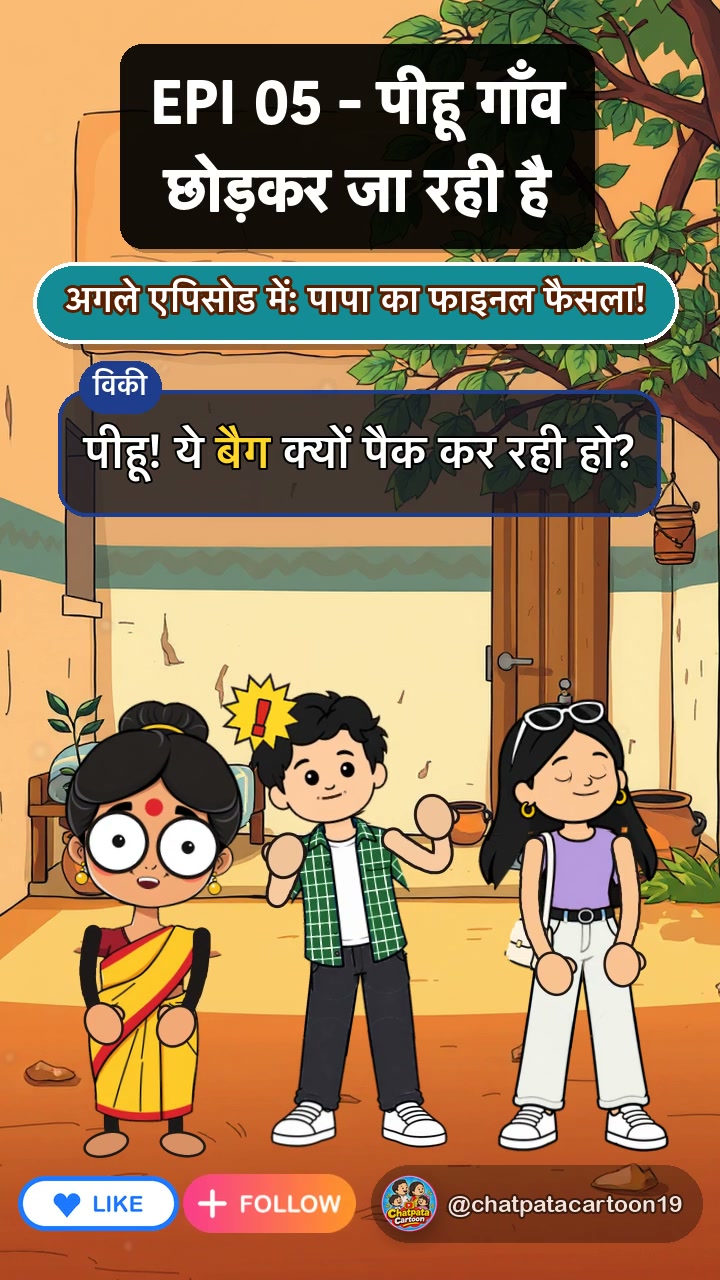 EPI 05 - पीहू गाँव
छोड़कर जा रही है
अगले एपिसोड में: पापा का फाइनल फैसला!
विकी
पीहू! ये बैग क्यों पैक कर रही हो?
LIKE
+ FOLLOW
Chatpata
Cartoon
@chatpatacartoon19